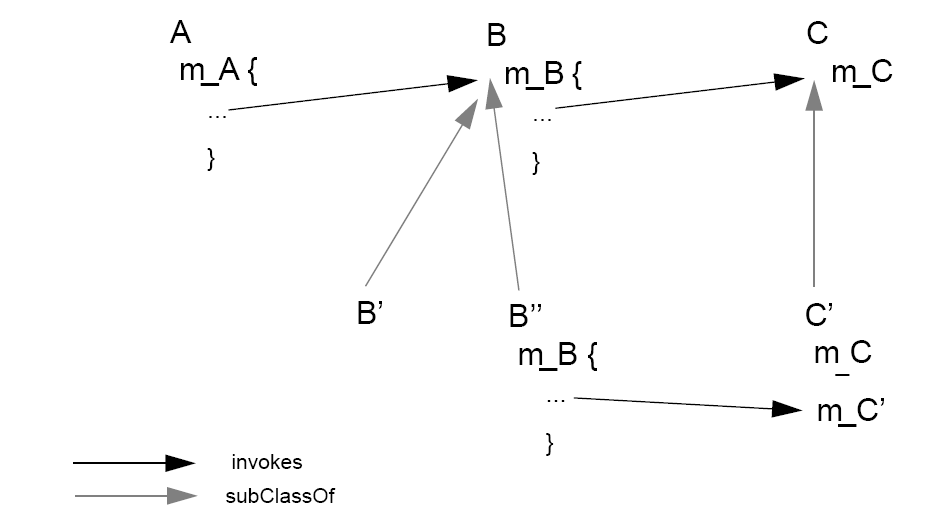 A
m_A {
...
}
B
m_B {
...
}
C
m_C
B’
B’’
m_B {
...
}
C’
m_C
m_C’
invokes
subClassOf